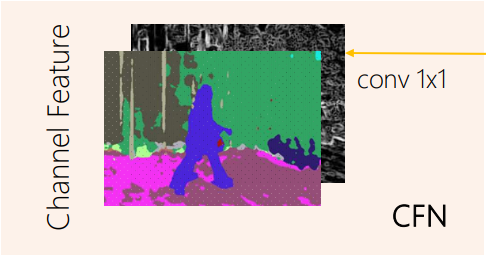 Channel Feature
conv 1x1
CFN